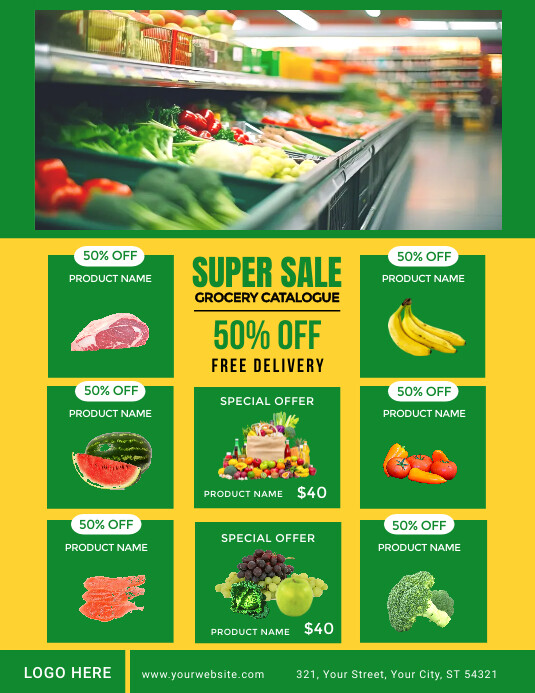 50% OFF
PRODUCT NAME
SUPER SALE
GROCERY CATALOGUE
50% OFF
FREE DELIVERY
50% OFF
PRODUCT NAME
50% OFF
PRODUCT NAME
SPECIAL OFFER
PRODUCT NAME $40
50% OFF
PRODUCT NAME
50% OFF
PRODUCT NAME
SPECIAL OFFER
PRODUCT NAME $40
50% OFF
PRODUCT NAME
LOGO HERE
www.yourwebsite.com
321, Your Street, Your City, ST 54321